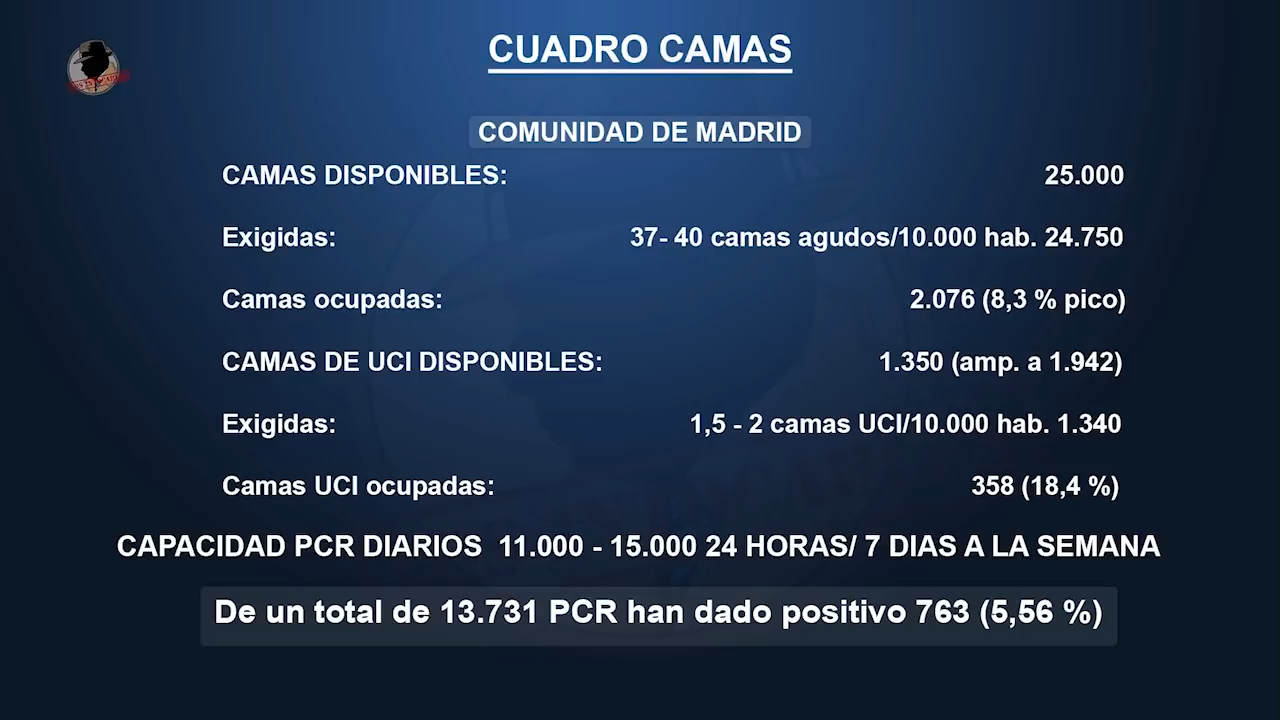 CUADRO CAMAS
COMUNIDAD DE MADRID
CAMAS DISPONIBLES: 25.000
Exigidas: 37- 40 camas agudos/10.000 hab. 24.750
Camas ocupadas: 2.076 (8,3 % pico)
CAMAS DE UCI DISPONIBLES: 1.350 (amp. a 1.942)
Exigidas: 1,5 - 2 camas UCI/10.000 hab. 1.340
Camas UCI ocupadas: 358 (18,4 %)
CAPACIDAD PCR DIARIOS 11.000 - 15.000 24 HORAS/ 7 DIAS A LA SEMANA
De un total de 13.731 PCR han dado positivo 763 (5,56 %)